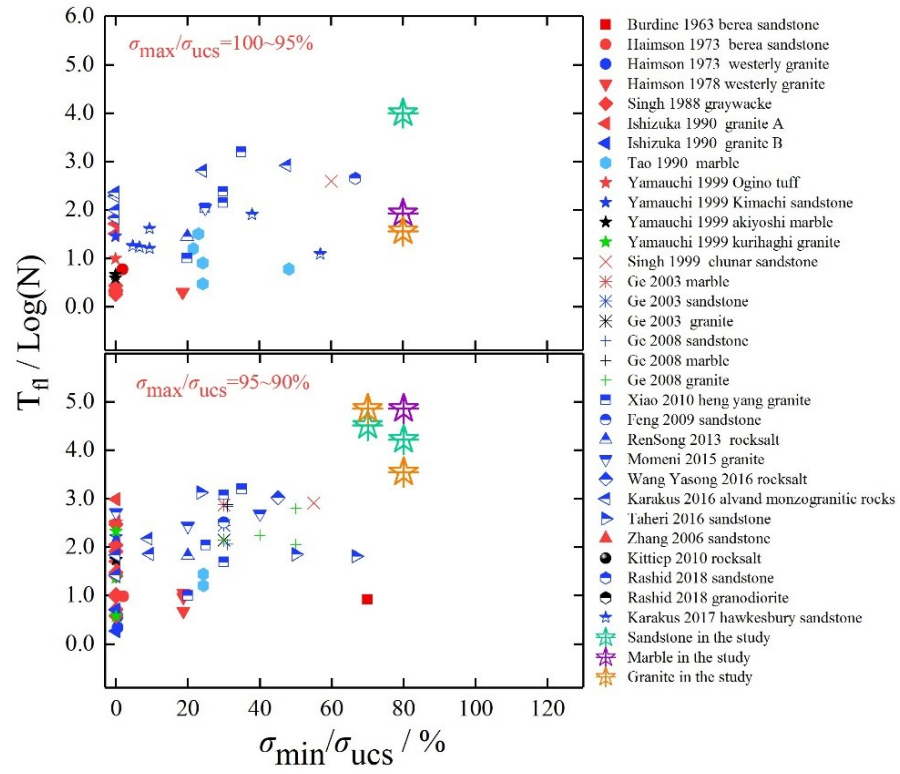 6.0
5.0
4.0
3.0
2.0
1.0
0.0
σmax/σucs=100~95%
5.0
4.0
3.0
2.0
1.0
0.0
σmax/σucs=95~90%
Tfl / Log(N)
0 20 40 60 80 100 120
σmin/σucs / %
Burdine 1963 berea sandstone
Haimson 1973 berea sandstone
Haimson 1973 westerly granite
Haimson 1978 westerly granite
Singh 1988 graywacke
Ishizuka 1990 granite A
Ishizuka 1990 granite B
Tao 1990 marble
Yamauchi 1999 Ogino tuff
Yamauchi 1999 Kimachi sandstone
Yamauchi 1999 akiyoshi marble
Yamauchi 1999 kurihaghi granite
Singh 1999 chunar sandstone
Ge 2003 marble
Ge 2003 sandstone
Ge 2003 granite
Ge 2008 sandstone
Ge 2008 marble
Ge 2008 granite
Xiao 2010 heng yang granite
Feng 2009 sandstone
RenSong 2013 rocksalt
Momeni 2015 granite
Wang Yasong 2016 rocksalt
Karakus 2016 alvand monzogranitic rocks
Taheri 2016 sandstone
Zhang 2006 sandstone
Kittiep 2010 rocksalt
Rashid 2018 sandstone
Rashid 2018 granodiorite
Karakus 2017 hawkesbury sandstone
Sandstone in the study
Marble in the study
Granite in the study